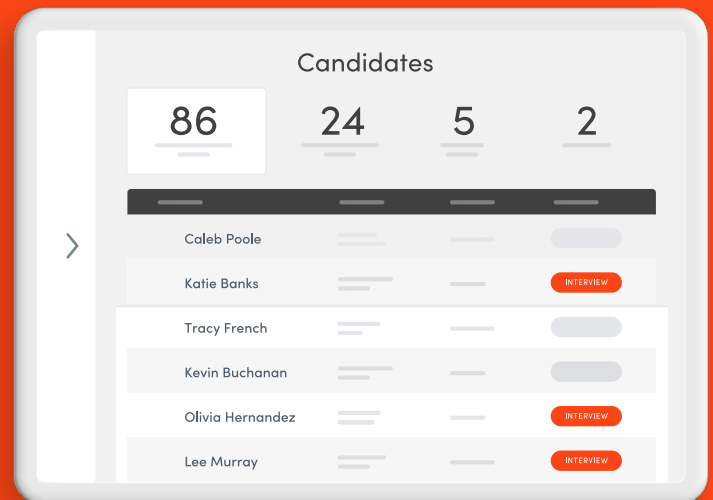 Candidates
86 24 5 2
Caleb Poole
Katie Banks INTERVIEW
Tracy French
Kevin Buchanan
Olivia Hernandez INTERVIEW
Lee Murray INTERVIEW